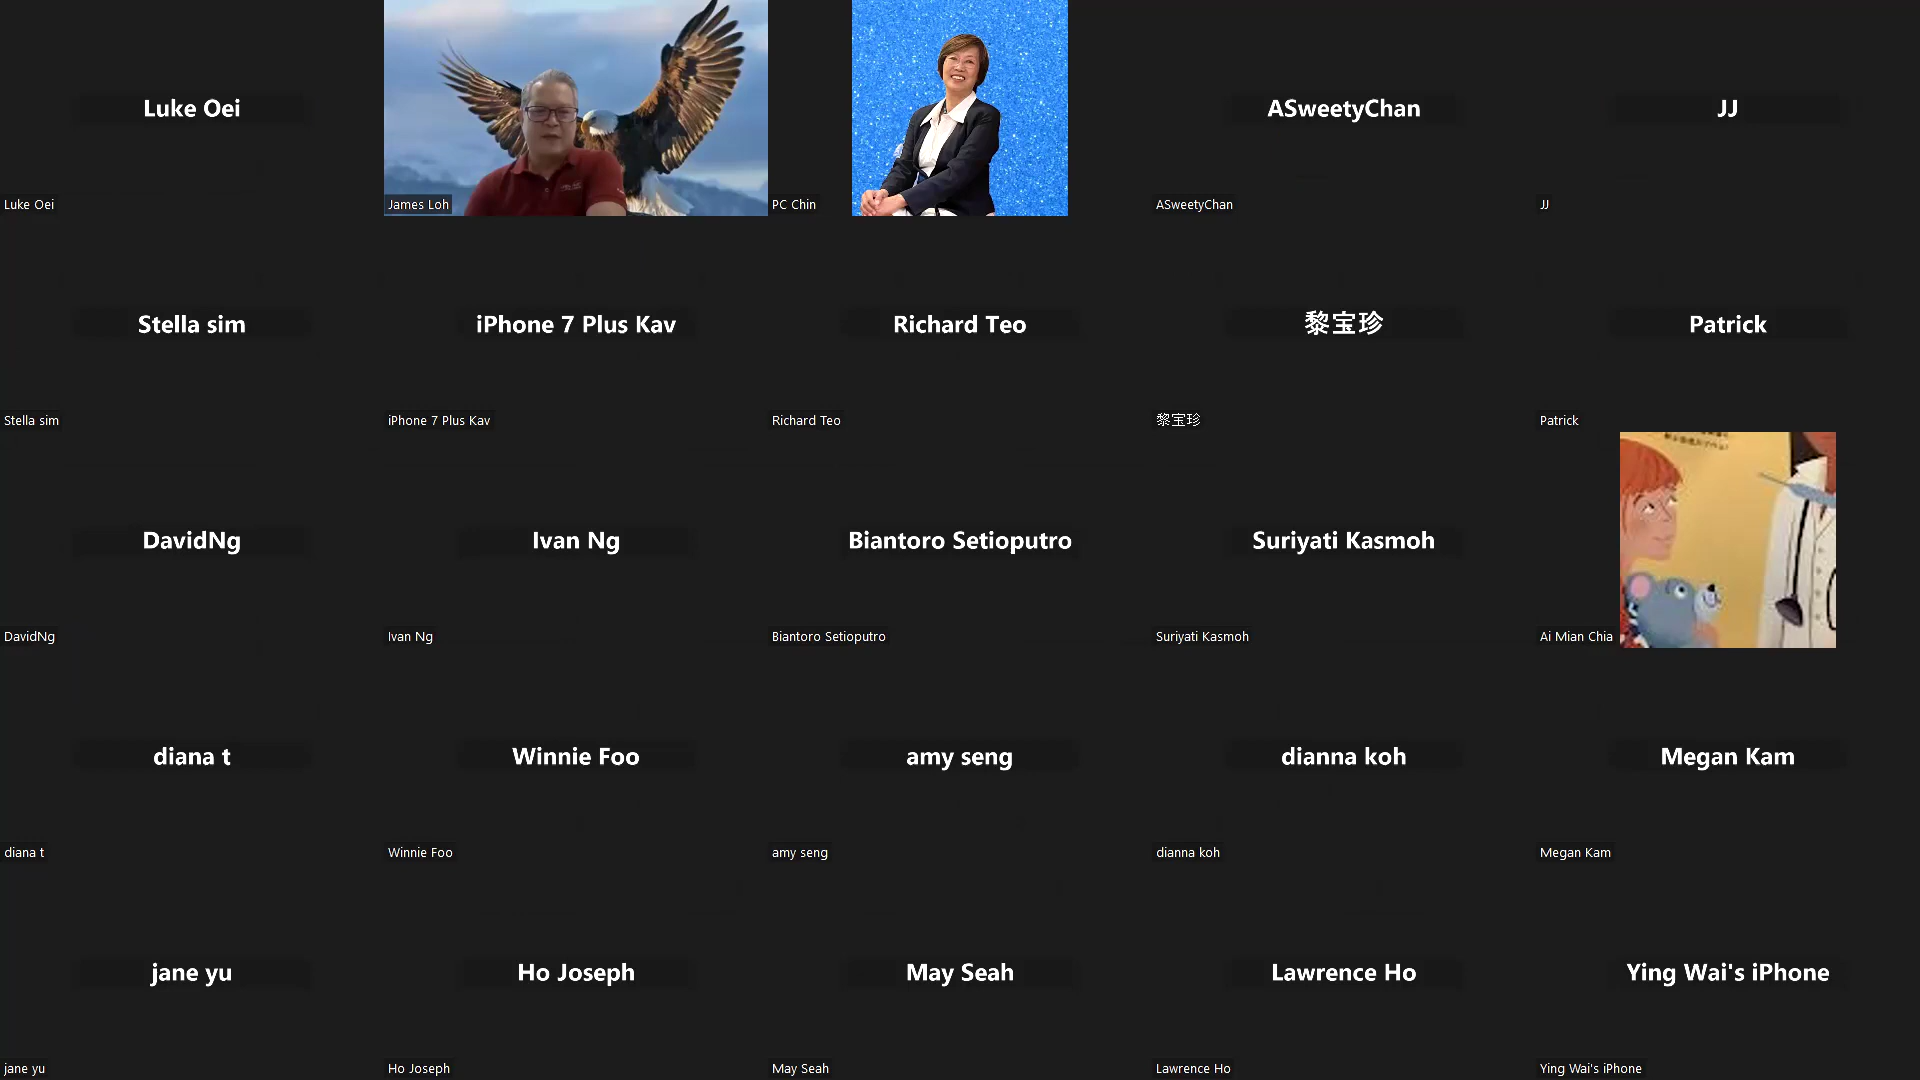 Luke Oei
ASweetyChan
JJ
Luke Oei
James Loh
PC Chin
ASweetyChan
JJ
Stella sim
iPhone 7 Plus Kav
Richard Teo
黎宝珍
Patrick
Stella sim
iPhone 7 Plus Kav
Richard Teo
黎宝珍
Patrick
DavidNg
Ivan Ng
Biantoro Setioputro
Suriyati Kasmoh
DavidNg
Ivan Ng
Biantoro Setioputro
Suriyati Kasmoh
Ai Mian Chia
diana t
Winnie Foo
amy seng
dianna koh
Megan Kam
diana t
Winnie Foo
amy seng
dianna koh
Megan Kam
jane yu
Ho Joseph
May Seah
Lawrence Ho
Ying Wai's iPhone
jane yu
Ho Joseph
May Seah
Lawrence Ho
Ying Wai's iPhone